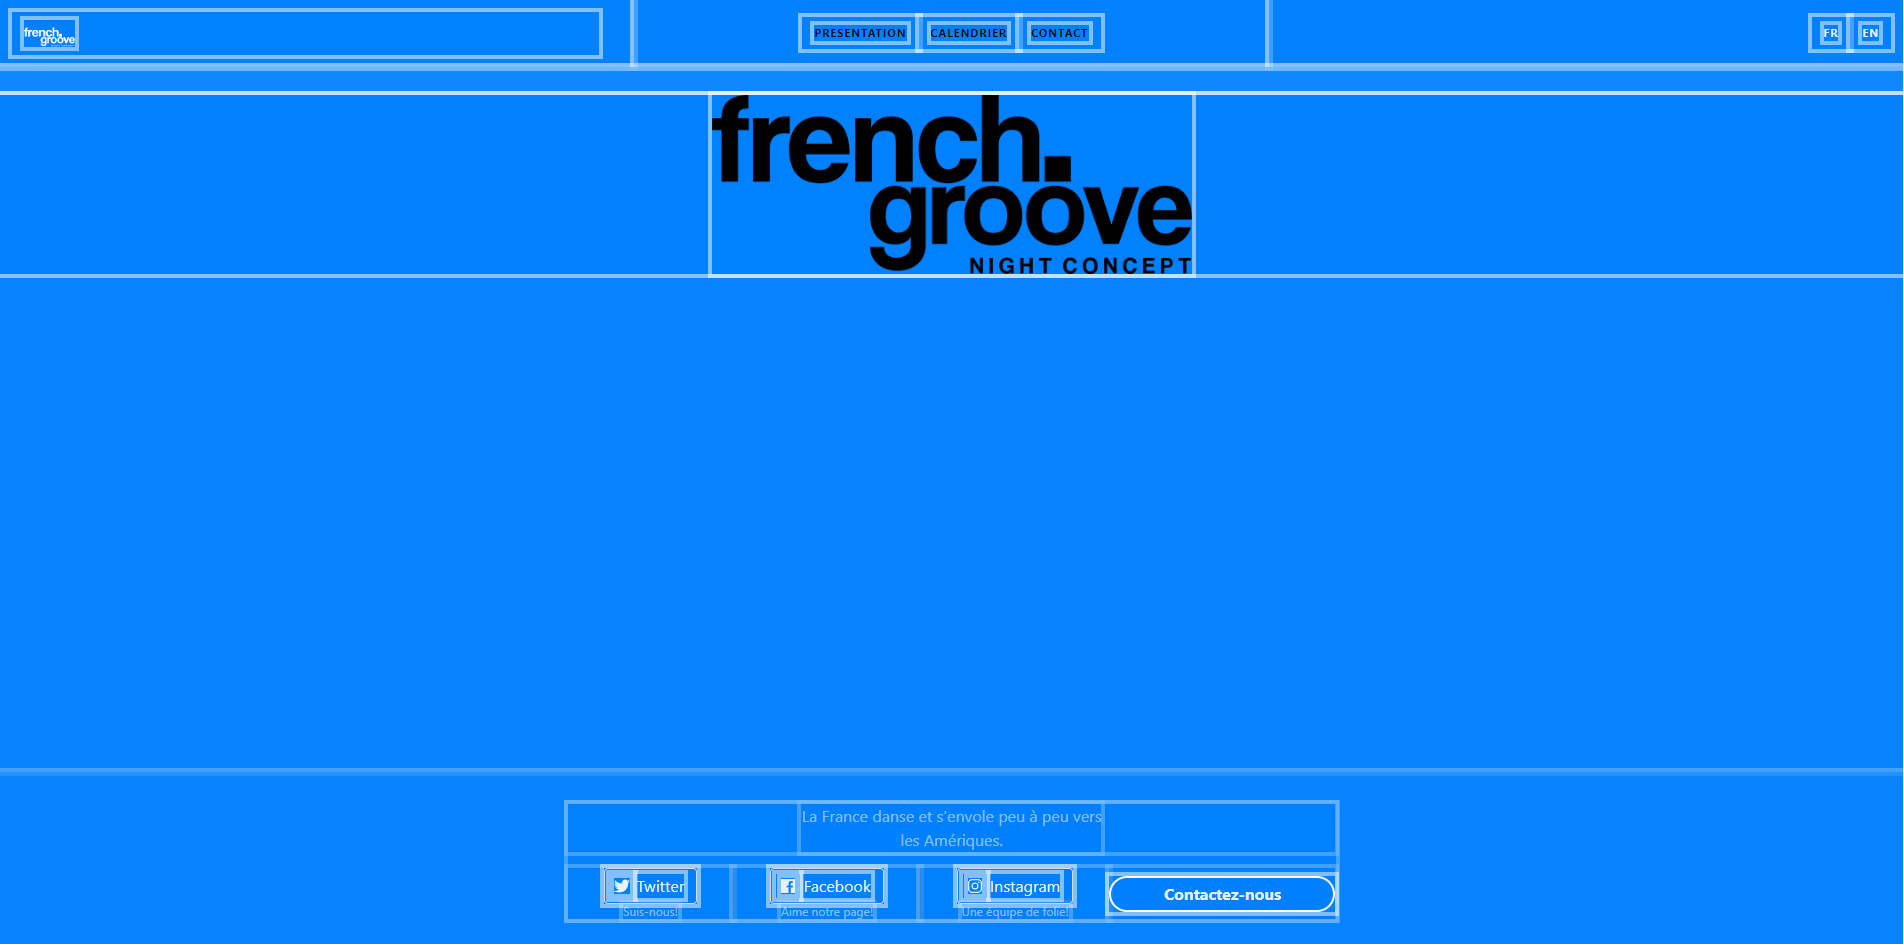 french.
groove
PRESENTATION CALENDRIER CONTACT
FR EN
french.
groove
NIGHT CONCEPT
La France danse et s'envole peu à peu vers
les Amériques.
Twitter
Suis-nous!
Facebook
Aime notre page!
Instagram
Une équipe de folie!
Contactez-nous